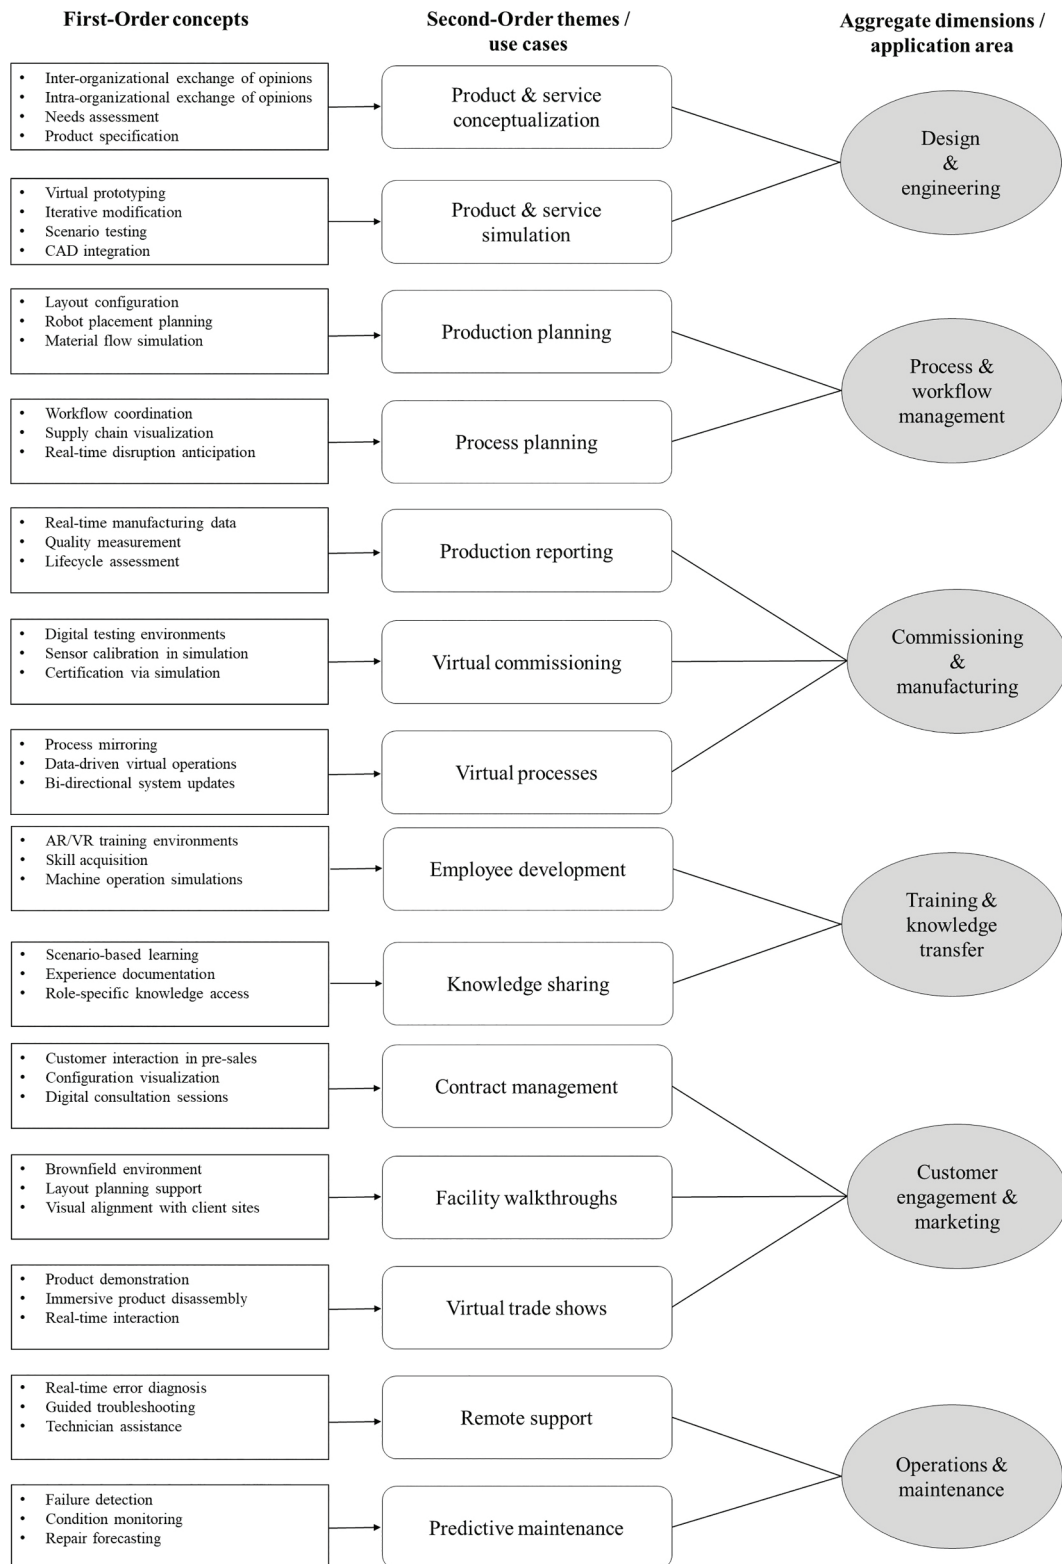 First-Order concepts
Second-Order themes /
use cases
Aggregate dimensions /
application area
• Inter-organizational exchange of opinions
• Intra-organizational exchange of opinions
• Needs assessment
• Product specification
Product & service
conceptualization
Design
&
engineering
• Virtual prototyping
• Iterative modification
• Scenario testing
• CAD integration
Product & service
simulation
• Layout configuration
• Robot placement planning
• Material flow simulation
Production planning
Process &
workflow
management
• Workflow coordination
• Supply chain visualization
• Real-time disruption anticipation
Process planning
• Real-time manufacturing data
• Quality measurement
• Lifecycle assessment
Production reporting
• Digital testing environments
• Sensor calibration in simulation
• Certification via simulation
Virtual commissioning
Commissioning
&
manufacturing
• Process mirroring
• Data-driven virtual operations
• Bi-directional system updates
Virtual processes
• AR/VR training environments
• Skill acquisition
• Machine operation simulations
Employee development
Training &
knowledge
transfer
• Scenario-based learning
• Experience documentation
• Role-specific knowledge access
Knowledge sharing
• Customer interaction in pre-sales
• Configuration visualization
• Digital consultation sessions
Contract management
• Brownfield environment
• Layout planning support
• Visual alignment with client sites
Facility walkthroughs
Customer
engagement &
marketing
• Product demonstration
• Immersive product disassembly
• Real-time interaction
Virtual trade shows
• Real-time error diagnosis
• Guided troubleshooting
• Technician assistance
Remote support
Operations &
maintenance
• Failure detection
• Condition monitoring
• Repair forecasting
Predictive maintenance